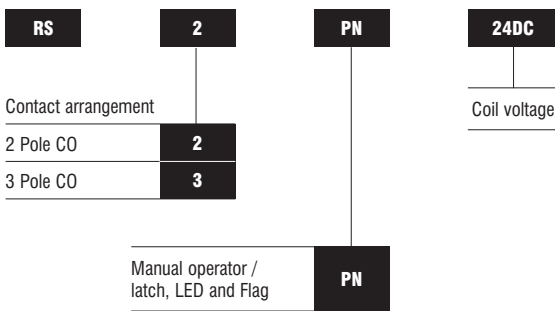 RS 2 PN 24DC
Contact arrangement
Coil voltage
2 Pole CO 2
3 Pole CO 3
Manual operator /
latch, LED and Flag
PN